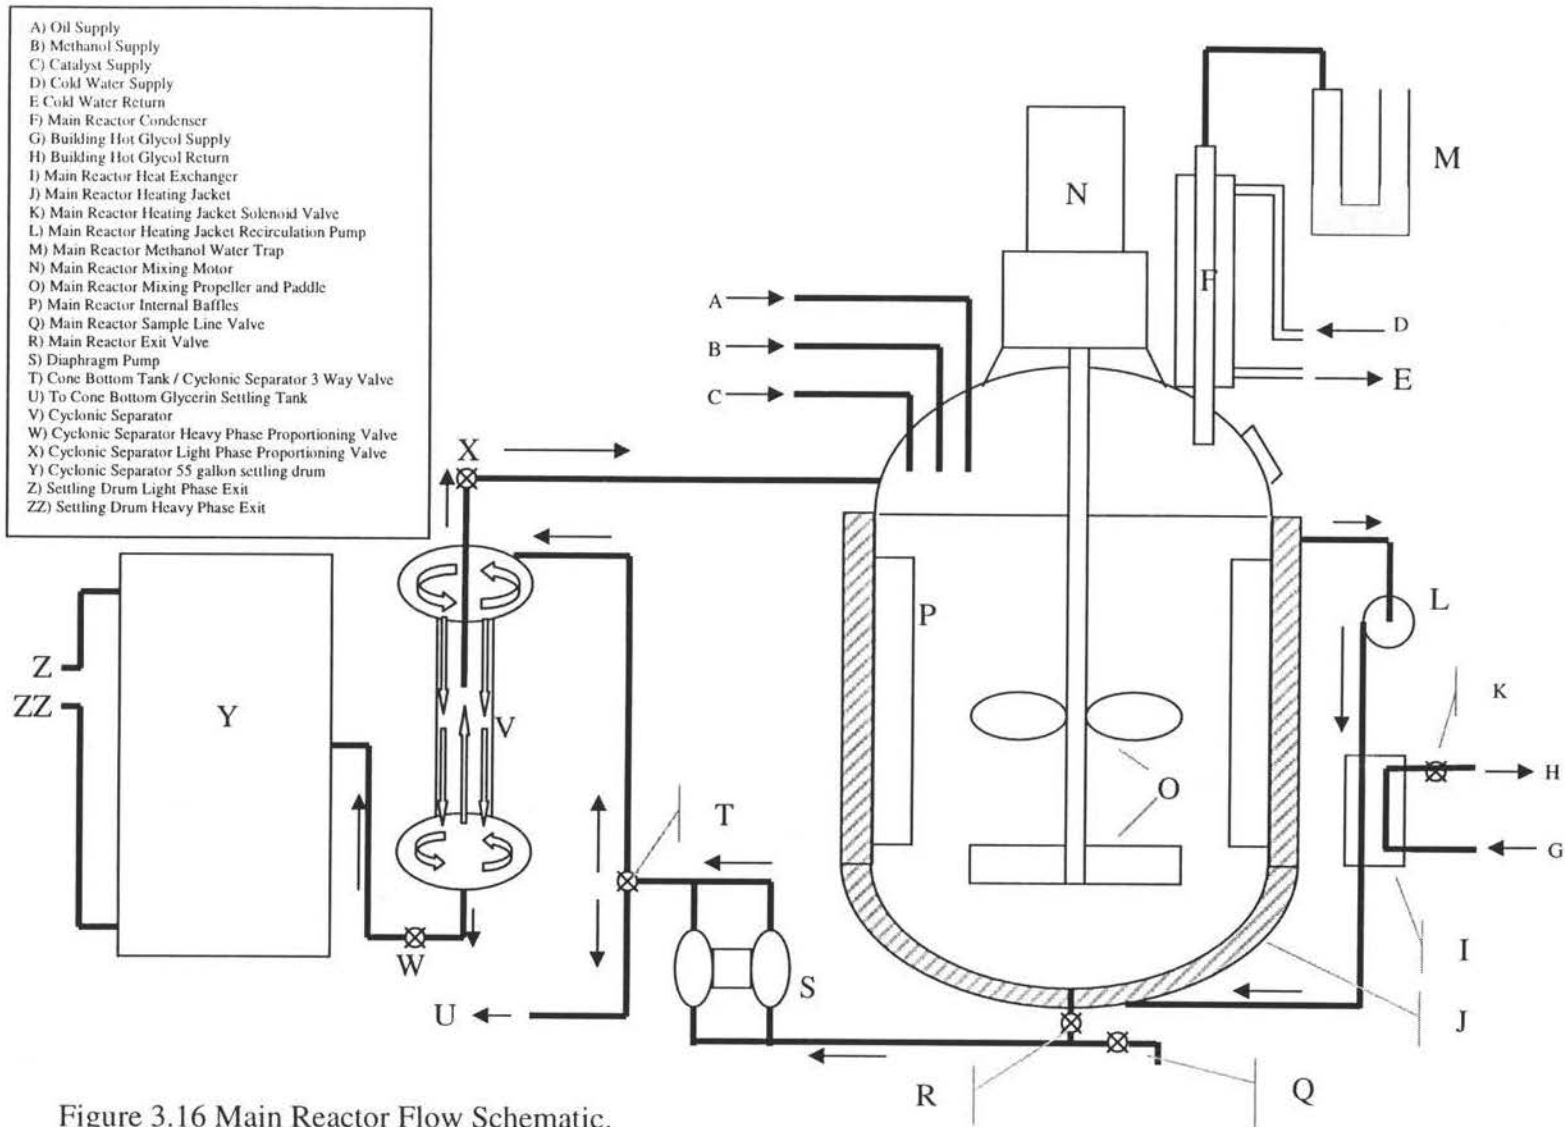 A) Oil Supply
B) Methanol Supply
C) Catalyst Supply
D) Cold Water Supply
E Cold Water Return
F) Main Reactor Condenser
G) Building Hot Glycol Supply
H) Building Hot Glycol Return
I) Main Reactor Heat Exchanger
J) Main Reactor Heating Jacket
K) Main Reactor Heating Jacket Solenoid Valve
L) Main Reactor Heating Jacket Recirculation Pump
M) Main Reactor Methanol Water Trap
N) Main Reactor Mixing Motor
O) Main Reactor Mixing Propeller and Paddle
P) Main Reactor Internal Baffles
Q) Main Reactor Sample Line Valve
R) Main Reactor Exit Valve
S) Diaphragm Pump
T) Cone Bottom Tank / Cyclonic Separator 3 Way Valve
U) To Cone Bottom Glycerin Settling Tank
V) Cyclonic Separator
W) Cyclonic Separator Heavy Phase Proportioning Valve
X) Cyclonic Separator Light Phase Proportioning Valve
Y) Cyclonic Separator 55 gallon settling drum
Z) Settling Drum Light Phase Exit
ZZ) Settling Drum Heavy Phase Exit
M
N
F
A
D
B
E
C
X
L
P
Z
K
ZZ
Y
V
H
O
T
G
I
W
S
U
J
R
Q
Figure 3.16 Main Reactor Flow Schematic.